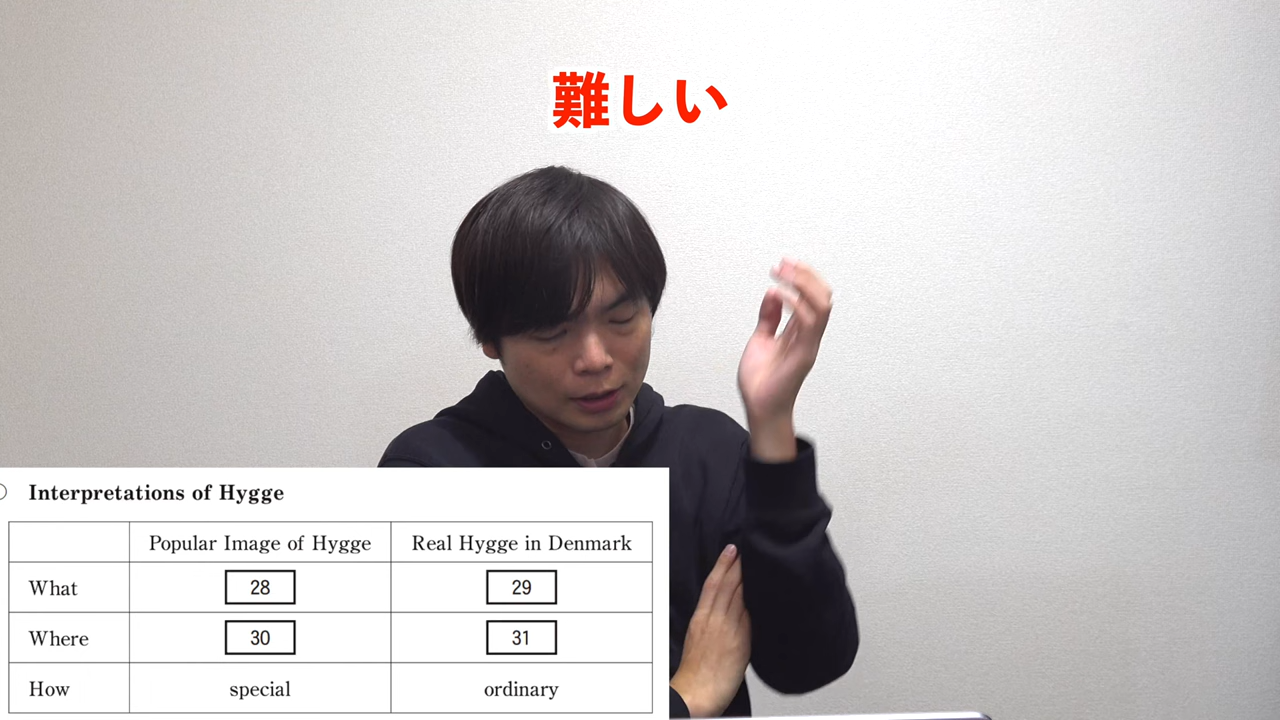 難しい
Interpretations of Hygge
Popular Image of Hygge Real Hygge in Denmark
What 28 29
Where 30 31
How special ordinary